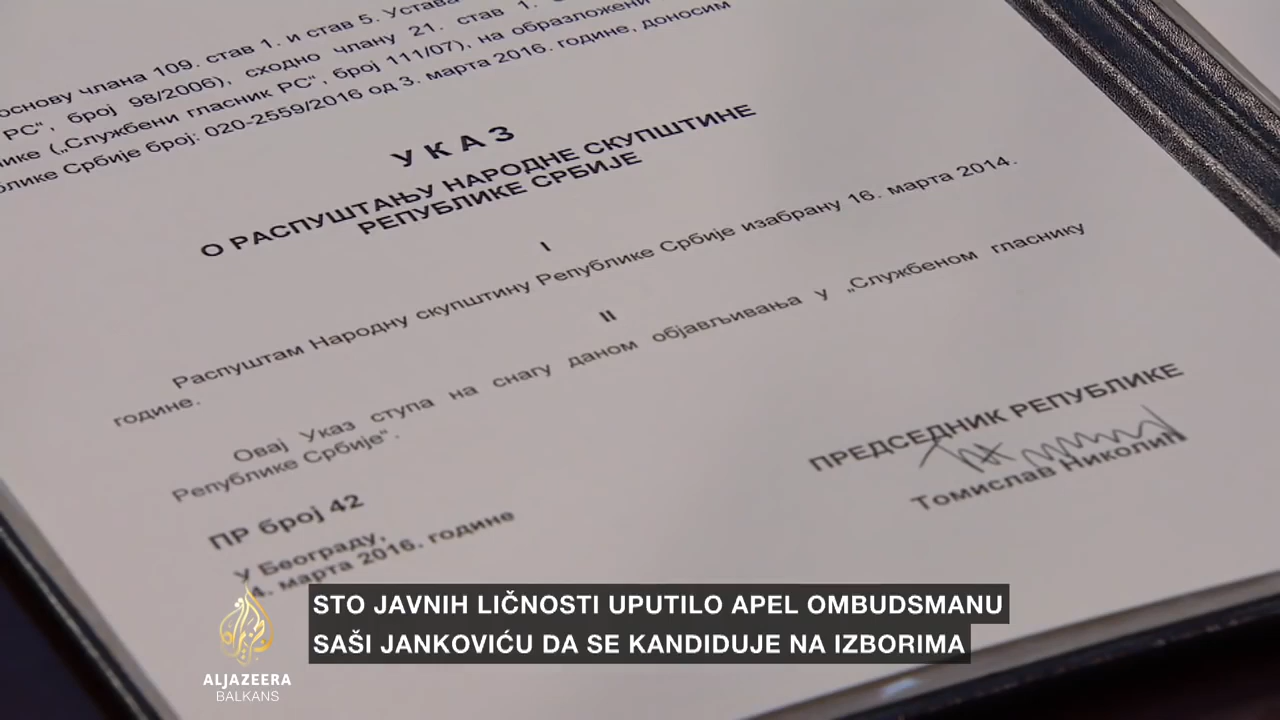 основу члана 109. став 1. и став 5. Устава
РС“, број 98/2006), сходно члану 21. став 1.
(„Службени гласник РС“, број 111/07), на образложени
Србије број: 020-2559/2016 од 3. марта 2016. године, доносим
У К А З
О РАСПУШТАЊУ НАРОДНЕ СКУПШТИНЕ
РЕПУБЛИКЕ СРБИЈЕ
I
Распуштам Народну скупштину Републике Србије изабрану 16. марта 2014.
године.
II
Овај Указ ступа на снагу даном објављивања у „Службеном гласнику
Републике Србије“.
ПР број 42
У Београду,
4. марта 2016. године
ПРЕДСЕДНИК РЕПУБЛИКЕ
Томислав Николић
STO JAVNIH LIČNOSTI UPUTILO APEL OMBUDSMANU
SAŠI JANKOVIĆU DA SE KANDIDUJE NA IZBORIMA
ALJAZEERA
BALKANS